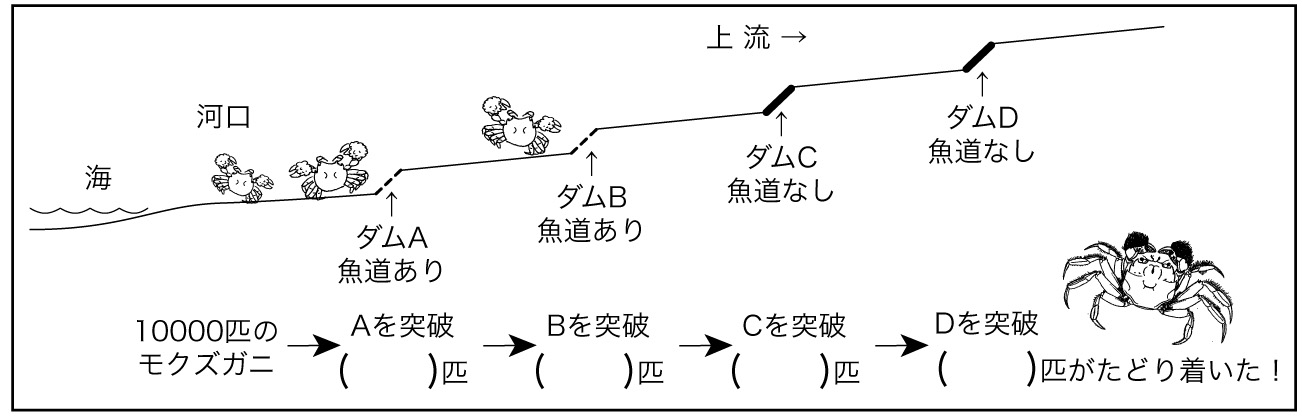 上 流 →
河口
海
ダムA
魚道あり
ダムB
魚道あり
ダムC
魚道なし
ダムD
魚道なし
10000匹の
モクズガニ
Aを突破
(　　)匹
Bを突破
(　　)匹
Cを突破
(　　)匹
Dを突破
(　　)匹がたどり着いた！